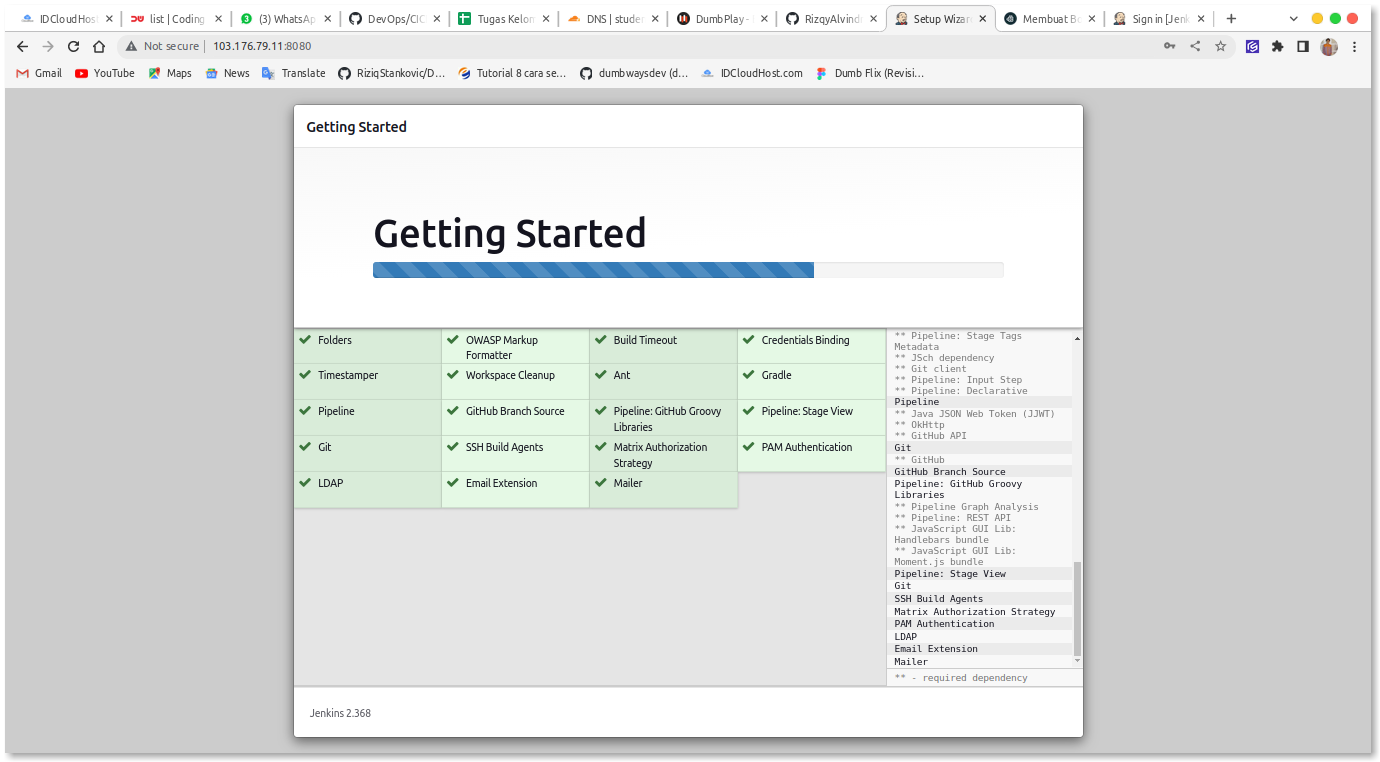 IDCloudHost
list | Coding
(3) WhatsAp
DevOps/CIC
Tugas Kelon
DNS | stude
DumbPlay -
RizqyAlvind
Setup Wizar
Membuat Bo
Sign in [Jenk
Not secure
103.176.79.11:8080
Gmail
YouTube
Maps
News
Translate
RiziqStankovic/D...
Tutorial 8 cara se...
dumbwaysdev (d...
IDCloudHost.com
Dumb Flix (Revisi...
Getting Started
Getting Started
Folders
OWASP Markup
Formatter
Build Timeout
Credentials Binding
Timestamper
Workspace Cleanup
Ant
Gradle
Pipeline
GitHub Branch Source
Pipeline: GitHub Groovy
Libraries
Pipeline: Stage View
Git
SSH Build Agents
Matrix Authorization
Strategy
PAM Authentication
LDAP
Email Extension
Mailer
** Pipeline: Stage Tags
Metadata
** JSch dependency
** Git client
** Pipeline: Input Step
** Pipeline: Declarative
Pipeline
** Java JSON Web Token (JJWT)
** OkHttp
** GitHub API
Git
** GitHub
GitHub Branch Source
Pipeline: GitHub Groovy
Libraries
** Pipeline Graph Analysis
** Pipeline: REST API
** JavaScript GUI Lib:
Handlebars bundle
** JavaScript GUI Lib:
Moment.js bundle
Pipeline: Stage View
Git
SSH Build Agents
Matrix Authorization Strategy
PAM Authentication
LDAP
Email Extension
Mailer
** - required dependency
Jenkins 2.368